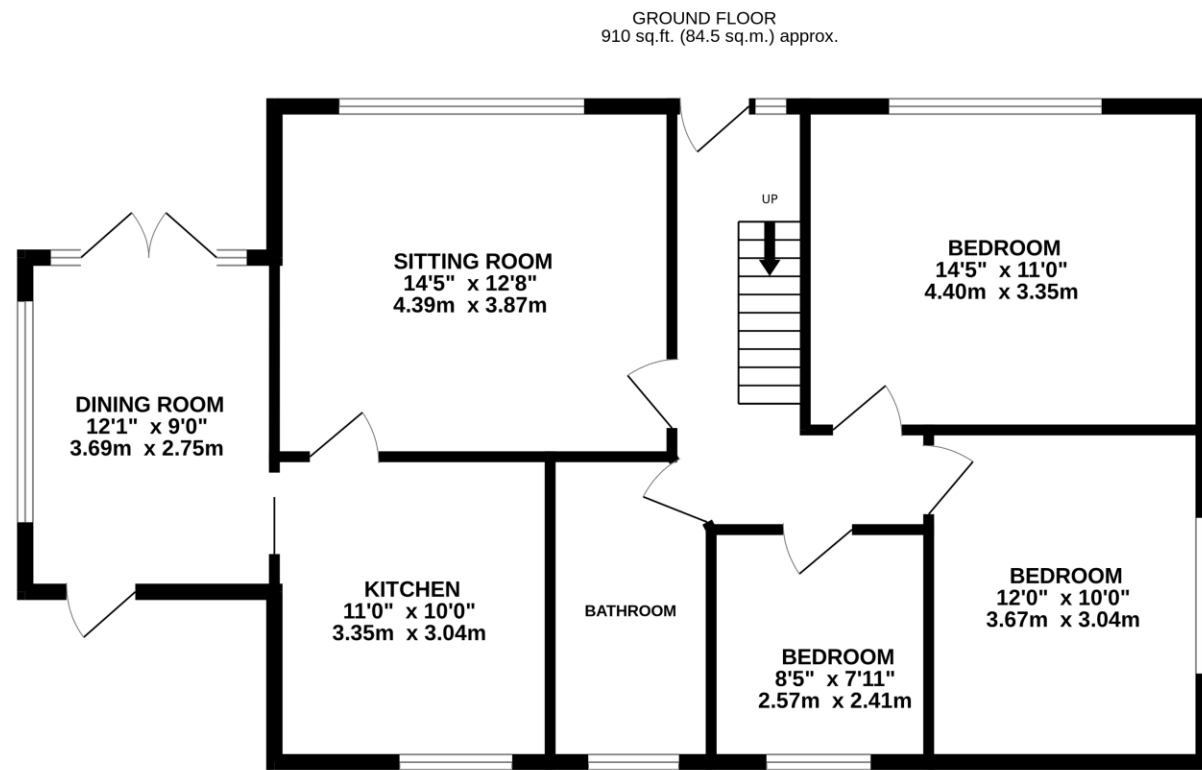 GROUND FLOOR
910 sq.ft. (84.5 sq.m.) approx.
UP
SITTING ROOM
14'5" x 12'8"
4.39m x 3.87m
BEDROOM
14'5" x 11'0"
4.40m x 3.35m
DINING ROOM
12'1" x 9'0"
3.69m x 2.75m
KITCHEN
11'0" x 10'0"
3.35m x 3.04m
BATHROOM
BEDROOM
8'5" x 7'11"
2.57m x 2.41m
BEDROOM
12'0" x 10'0"
3.67m x 3.04m